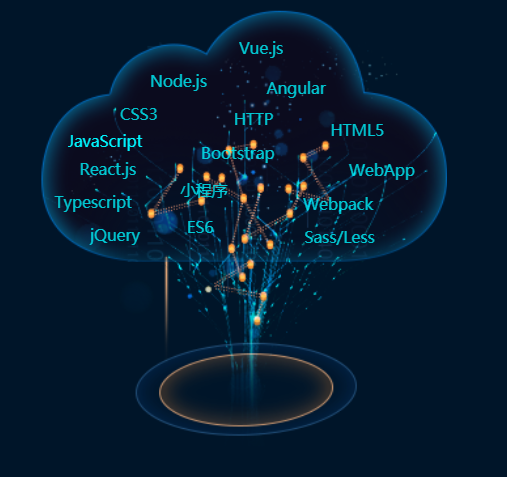 Vue.js
Node.js
Angular
CSS3
HTTP
HTML5
JavaScript
Bootstrap
React.js
WebApp
小程序
Typescript
Webpack
ES6
jQuery
Sass/Less